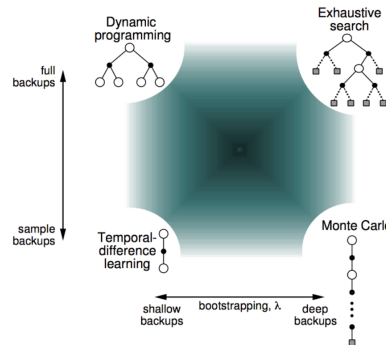 Dynamic
programming
Exhaustive
search
full
backups
sample
backups
Temporal-
difference
learning
Monte Carlo
shallow
backups
bootstrapping, λ
deep
backups